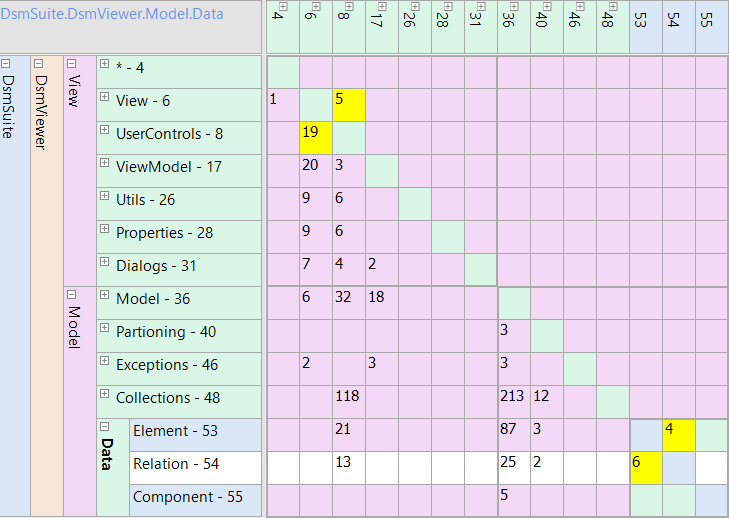 DsmSuite.DsmViewer.Model.Data
4 6 8 17 26 28 31 36 40 46 48 53 54 55
DsmSuite
DsmViewer
View
* - 4
View - 6 1 5
UserControls - 8 19
ViewModel - 17 20 3
Utils - 26 9 6
Properties - 28 9 6
Dialogs - 31 7 4 2
Model
Model - 36 6 32 18
Partioning - 40 3
Exceptions - 46 2 3 3
Collections - 48 118 213 12
Data
Element - 53 21 87 3 4
Relation - 54 13 25 2 6
Component - 55 5